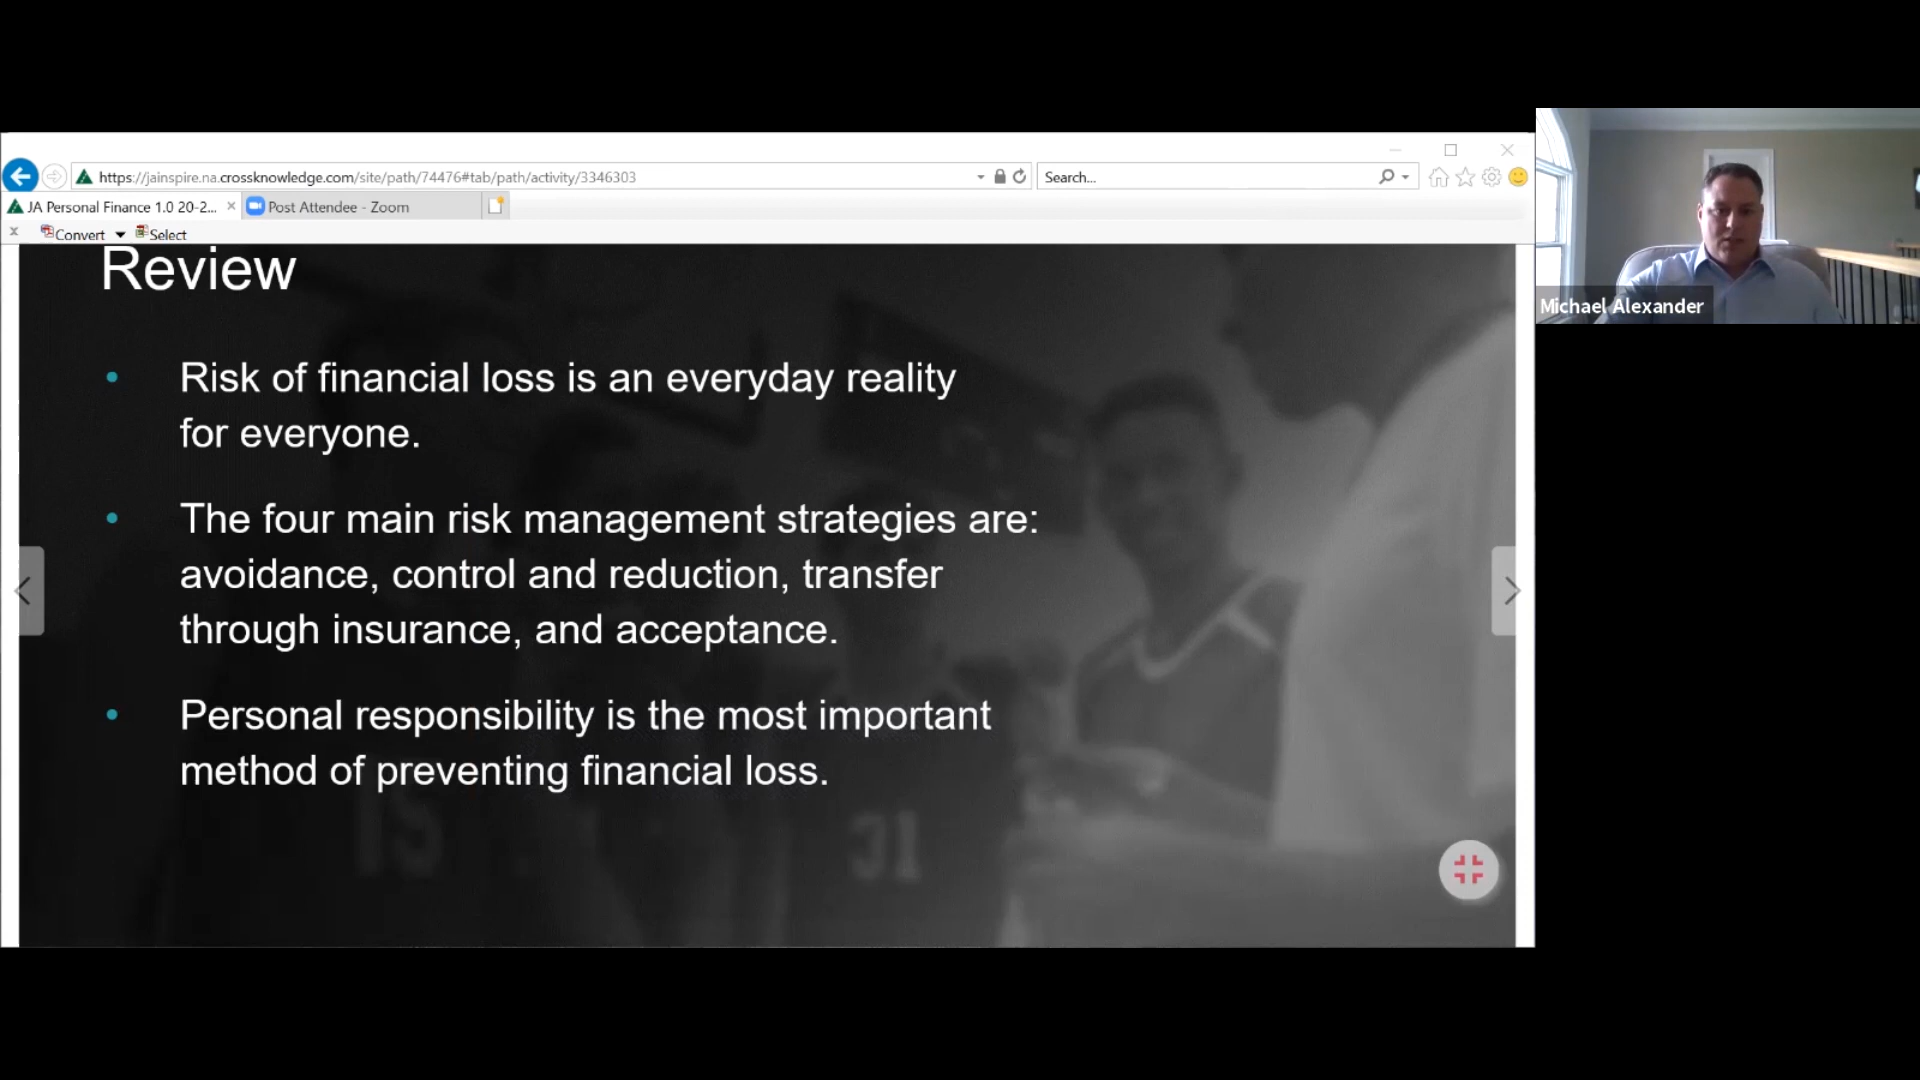 https://jainspire.na.crossknowledge.com/site/path/74476#tab/path/activity/3346303
Search...
JA Personal Finance 1.0 20-2...
Post Attendee - Zoom
x Convert Select
Michael Alexander
Review
• Risk of financial loss is an everyday reality
for everyone.
• The four main risk management strategies are:
avoidance, control and reduction, transfer
through insurance, and acceptance.
• Personal responsibility is the most important
method of preventing financial loss.
15
31